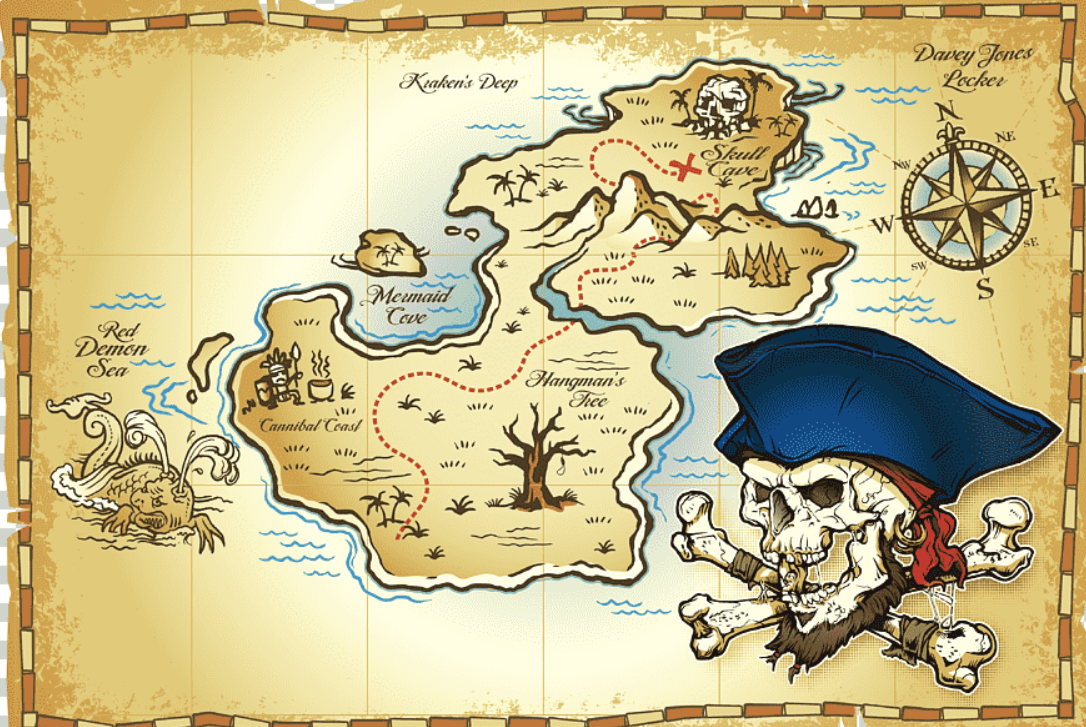 Kraken's Deep
Davey Jones
Locker
N
NW
NE
Skull
Cave
W
E
SW
SE
S
Mermaid
Cove
Red
Demon
Sea
Hangman's
Tree
Cannibal Coast